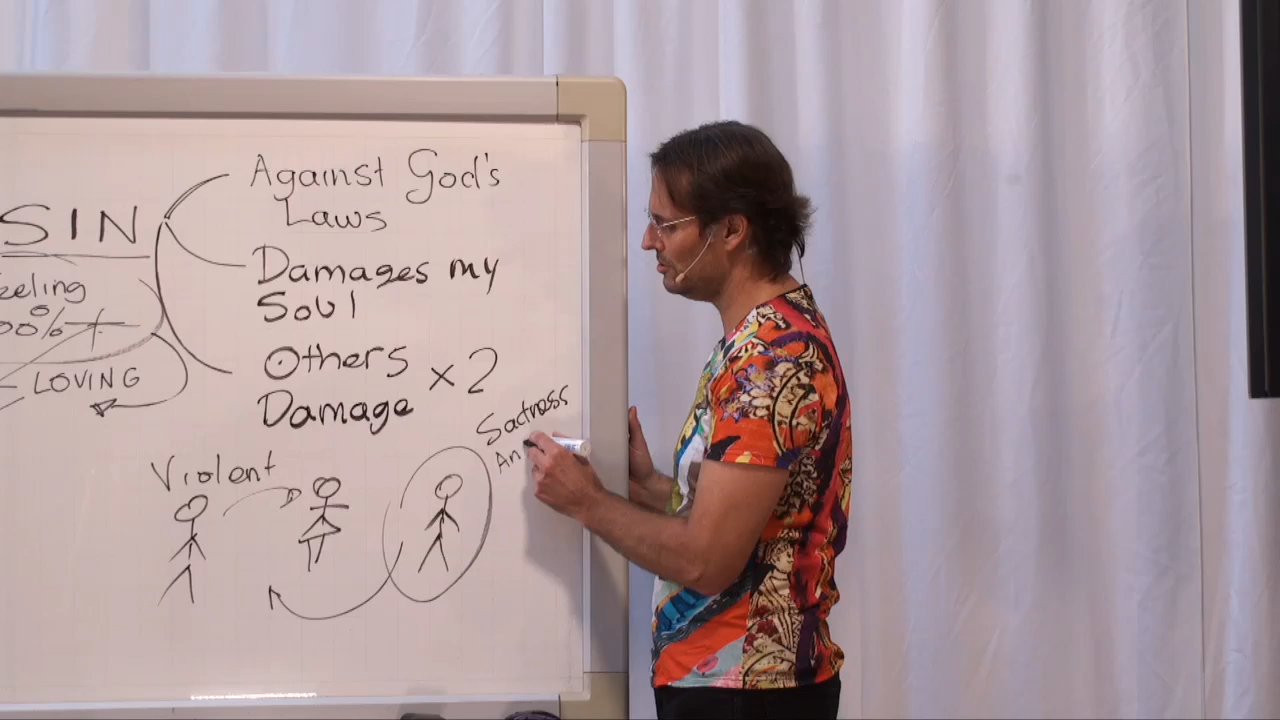 Against God's
Laws
SIN
Damages my
Soul
eeling
00%
Others
Damage x 2
LOVING
Sadness
An
Violent